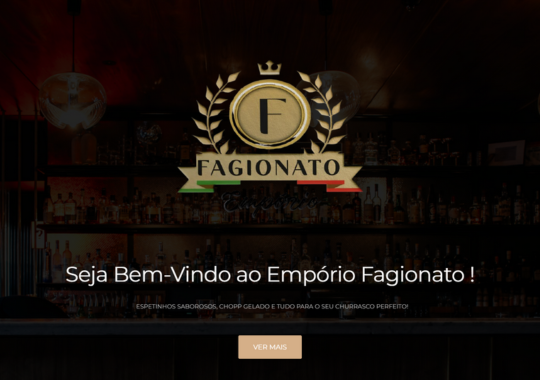 F
FAGIONATO
Seja Bem-Vindo ao Empório Fagionato !
ESPETINHOS SABOROSOS, CHOPP GELADO E TUDO PARA O SEU CHURRASCO PERFEITO!
VER MAIS